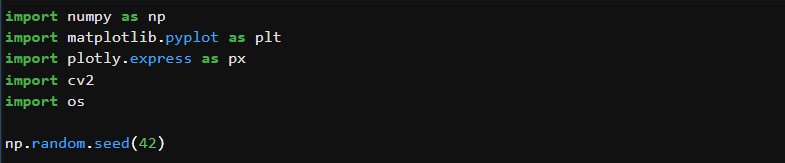 import numpy as np
import matplotlib.pyplot as plt
import plotly.express as px
import cv2
import os
np.random.seed(42)